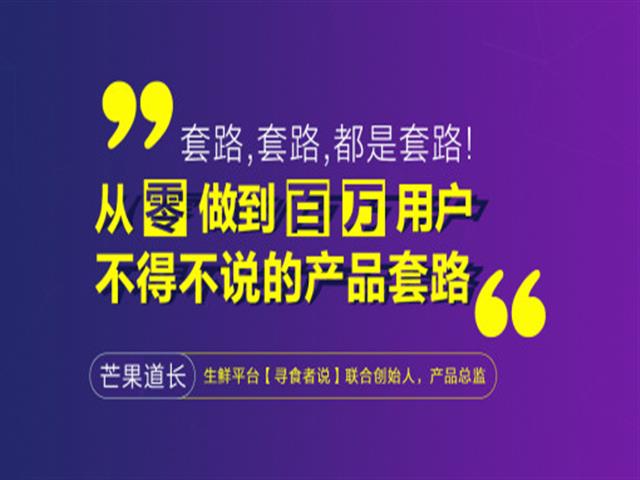 套路,套路,都是套路!
从零做到百万用户
不得不说的产品套路
芒果道长 生鲜平台【寻食者说】联合创始人，产品总监